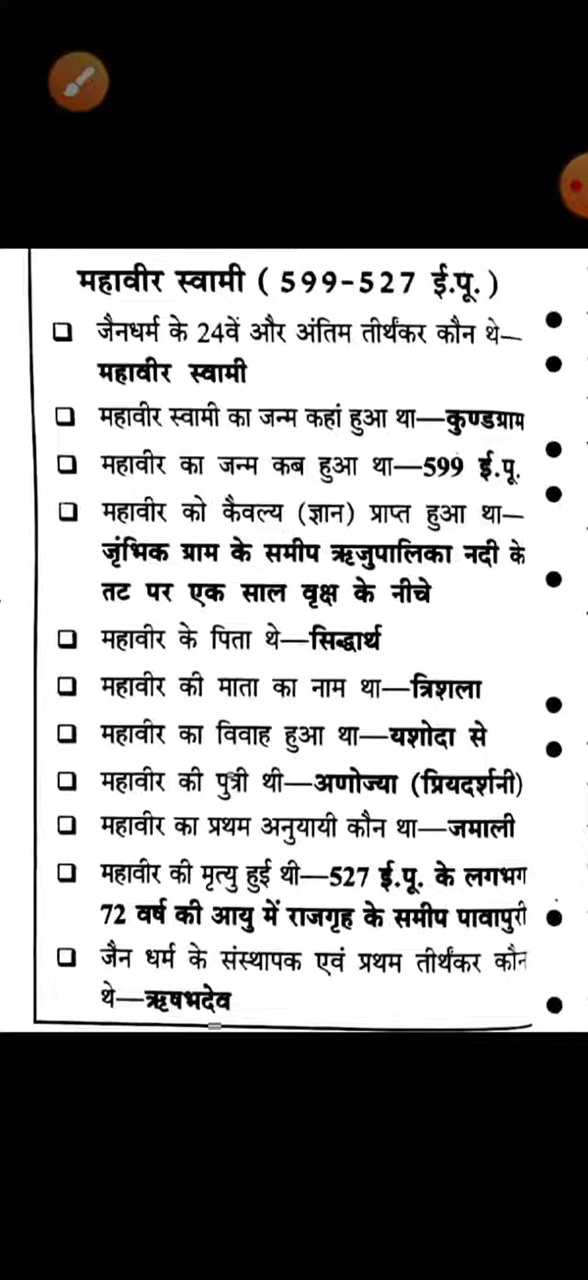 महावीर स्वामी ( 599-527 ई.पू. )
❑ जैनधर्म के 24वें और अंतिम तीर्थंकर कौन थे—
महावीर स्वामी
❑ महावीर स्वामी का जन्म कहां हुआ था—कुण्डग्राम
❑ महावीर का जन्म कब हुआ था—599 ई.पू.
❑ महावीर को कैवल्य (ज्ञान) प्राप्त हुआ था—
जृंभिक ग्राम के समीप ऋजुपालिका नदी के
तट पर एक साल वृक्ष के नीचे
❑ महावीर के पिता थे—सिद्धार्थ
❑ महावीर की माता का नाम था—त्रिशला
❑ महावीर का विवाह हुआ था—यशोदा से
❑ महावीर की पुत्री थी—अणोज्या (प्रियदर्शनी)
❑ महावीर का प्रथम अनुयायी कौन था—जमाली
❑ महावीर की मृत्यु हुई थी—527 ई.पू. के लगभग
72 वर्ष की आयु में राजगृह के समीप पावापुरी
❑ जैन धर्म के संस्थापक एवं प्रथम तीर्थंकर कौन
थे—ऋषभदेव